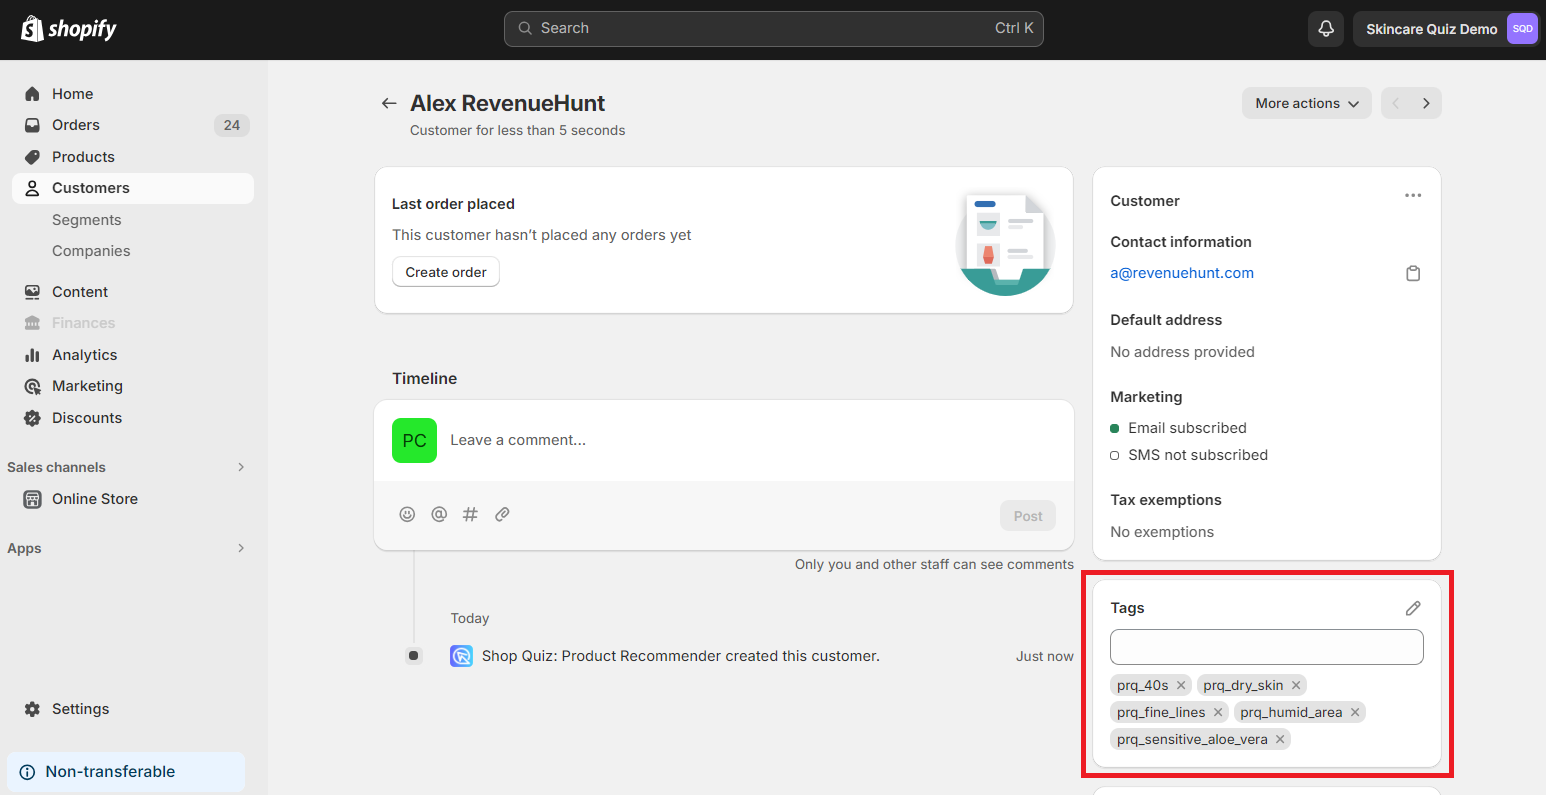 shopify
Search
Ctrl K
Skincare Quiz Demo
SQD
Home
Orders
24
Products
Customers
Segments
Companies
Content
Finances
Analytics
Marketing
Discounts
Sales channels
Online Store
Apps
Settings
Non-transferable
Alex RevenueHunt
Customer for less than 5 seconds
More actions
Last order placed
This customer hasn't placed any orders yet
Create order
Timeline
PC
Leave a comment...
Post
Only you and other staff can see comments
Today
Shop Quiz: Product Recommender created this customer.
Just now
Customer
Contact information
a@revenuehunt.com
Default address
No address provided
Marketing
Email subscribed
SMS not subscribed
Tax exemptions
No exemptions
Tags
prq_40s prq_dry_skin
prq_fine_lines prq_humid_area
prq_sensitive_aloe_vera